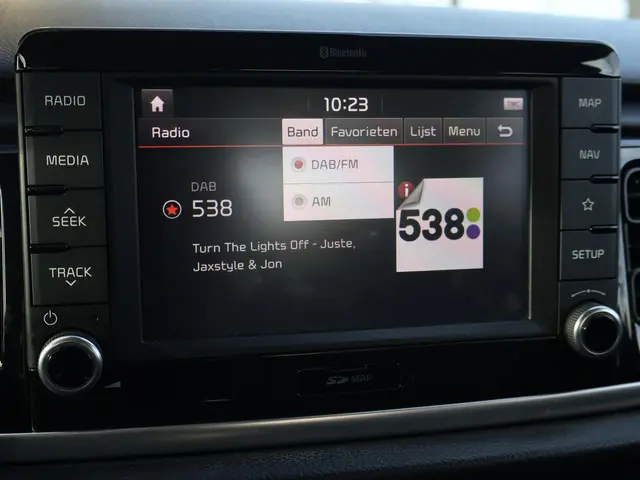 Bluetooth
RADIO
MEDIA
SEEK
TRACK
10:23
TMC
Radio
Band
Favorieten
Lijst
Menu
DAB/FM
AM
DAB
538
Turn The Lights Off - Juste,
Jaxstyle & Jon
i
538
MAP
NAV
SETUP
SD MAP